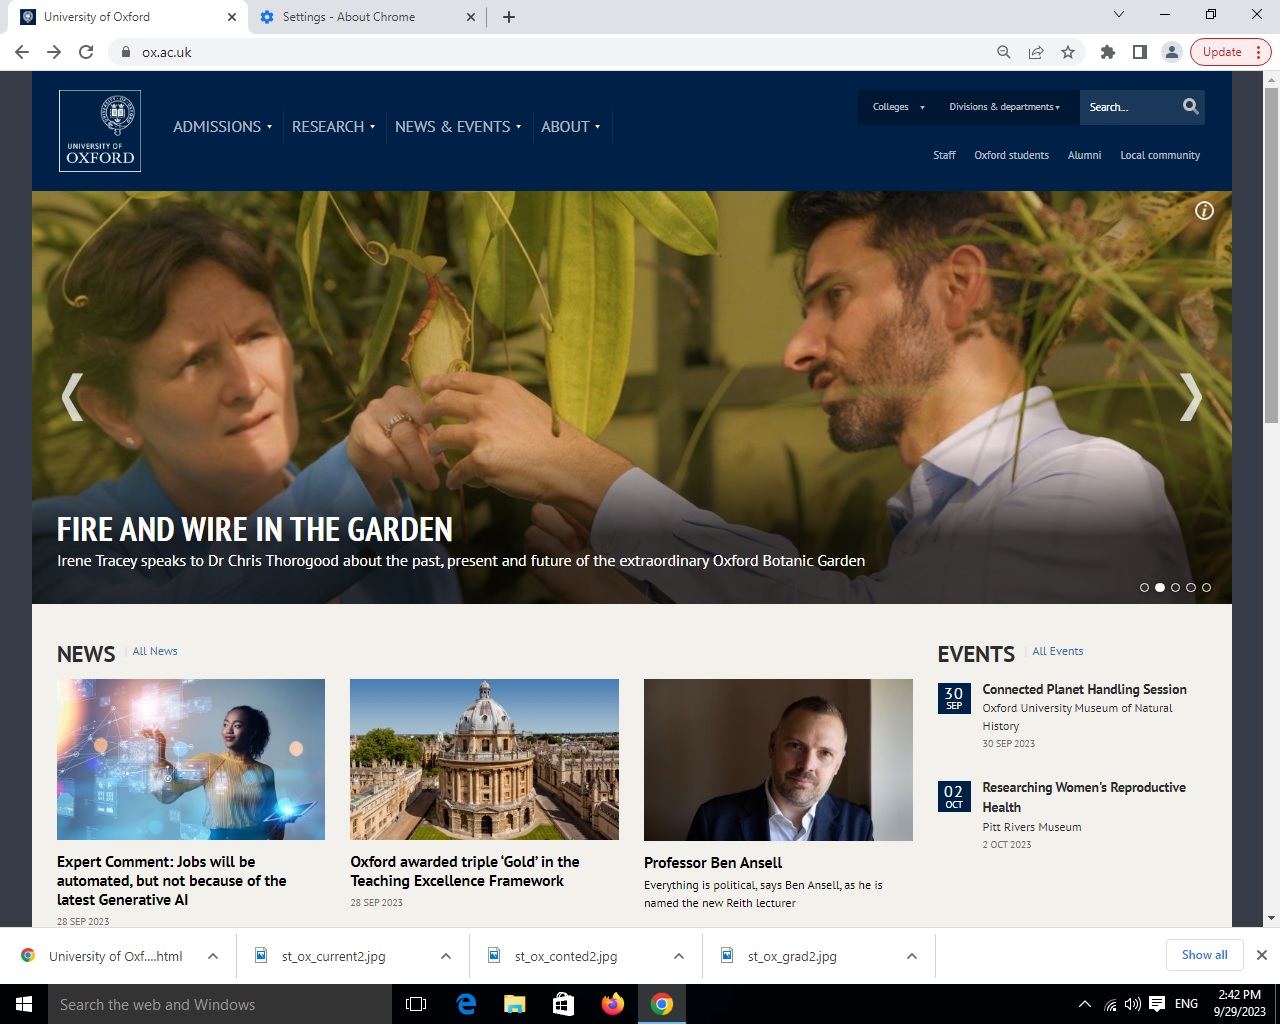 University of Oxford
Settings - About Chrome
ox.ac.uk
Update
UNIVERSITY OF
OXFORD
ADMISSIONS
RESEARCH
NEWS & EVENTS
ABOUT
Colleges
Divisions & departments
Search...
Staff
Oxford students
Alumni
Local community
FIRE AND WIRE IN THE GARDEN
Irene Tracey speaks to Dr Chris Thorogood about the past, present and future of the extraordinary Oxford Botanic Garden
NEWS
All News
Expert Comment: Jobs will be
automated, but not because of the
latest Generative AI
28 SEP 2023
Oxford awarded triple ‘Gold’ in the
Teaching Excellence Framework
28 SEP 2023
Professor Ben Ansell
Everything is political, says Ben Ansell, as he is
named the new Reith lecturer
EVENTS
All Events
30
SEP
Connected Planet Handling Session
Oxford University Museum of Natural
History
30 SEP 2023
02
OCT
Researching Women's Reproductive
Health
Pitt Rivers Museum
2 OCT 2023
University of Oxf....html
st_ox_current2.jpg
st_ox_conted2.jpg
st_ox_grad2.jpg
Show all
Search the web and Windows
ENG
2:42 PM
9/29/2023